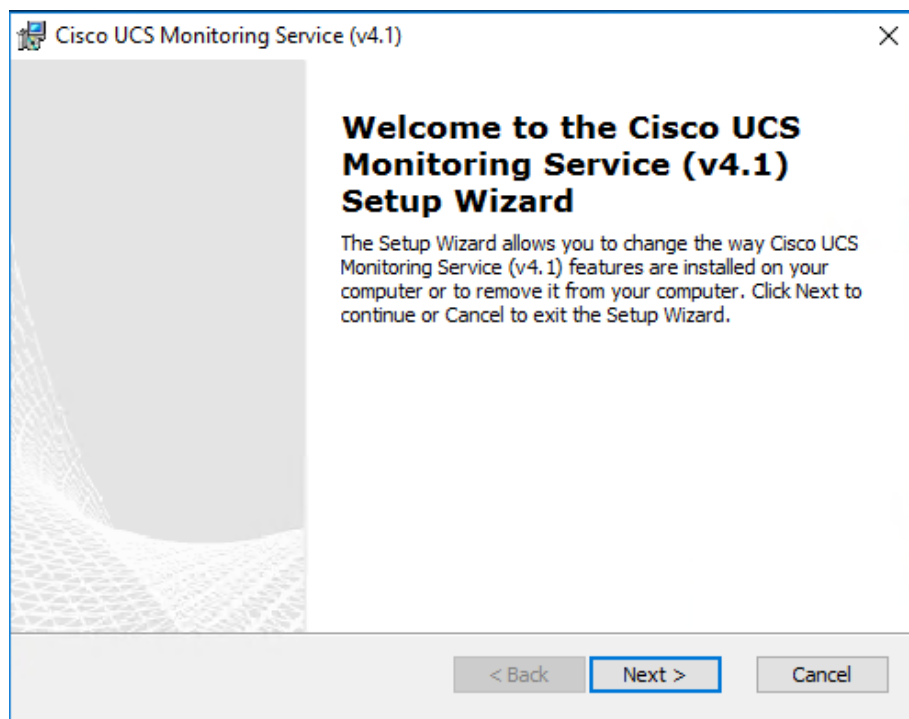 Cisco UCS Monitoring Service (v4.1)
Welcome to the Cisco UCS
Monitoring Service (v4.1)
Setup Wizard
The Setup Wizard allows you to change the way Cisco UCS
Monitoring Service (v4.1) features are installed on your
computer or to remove it from your computer. Click Next to
continue or Cancel to exit the Setup Wizard.
< Back Next > Cancel